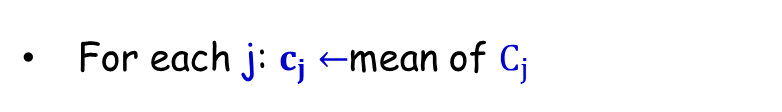 • For each j: cⱼ ←mean of Cⱼ